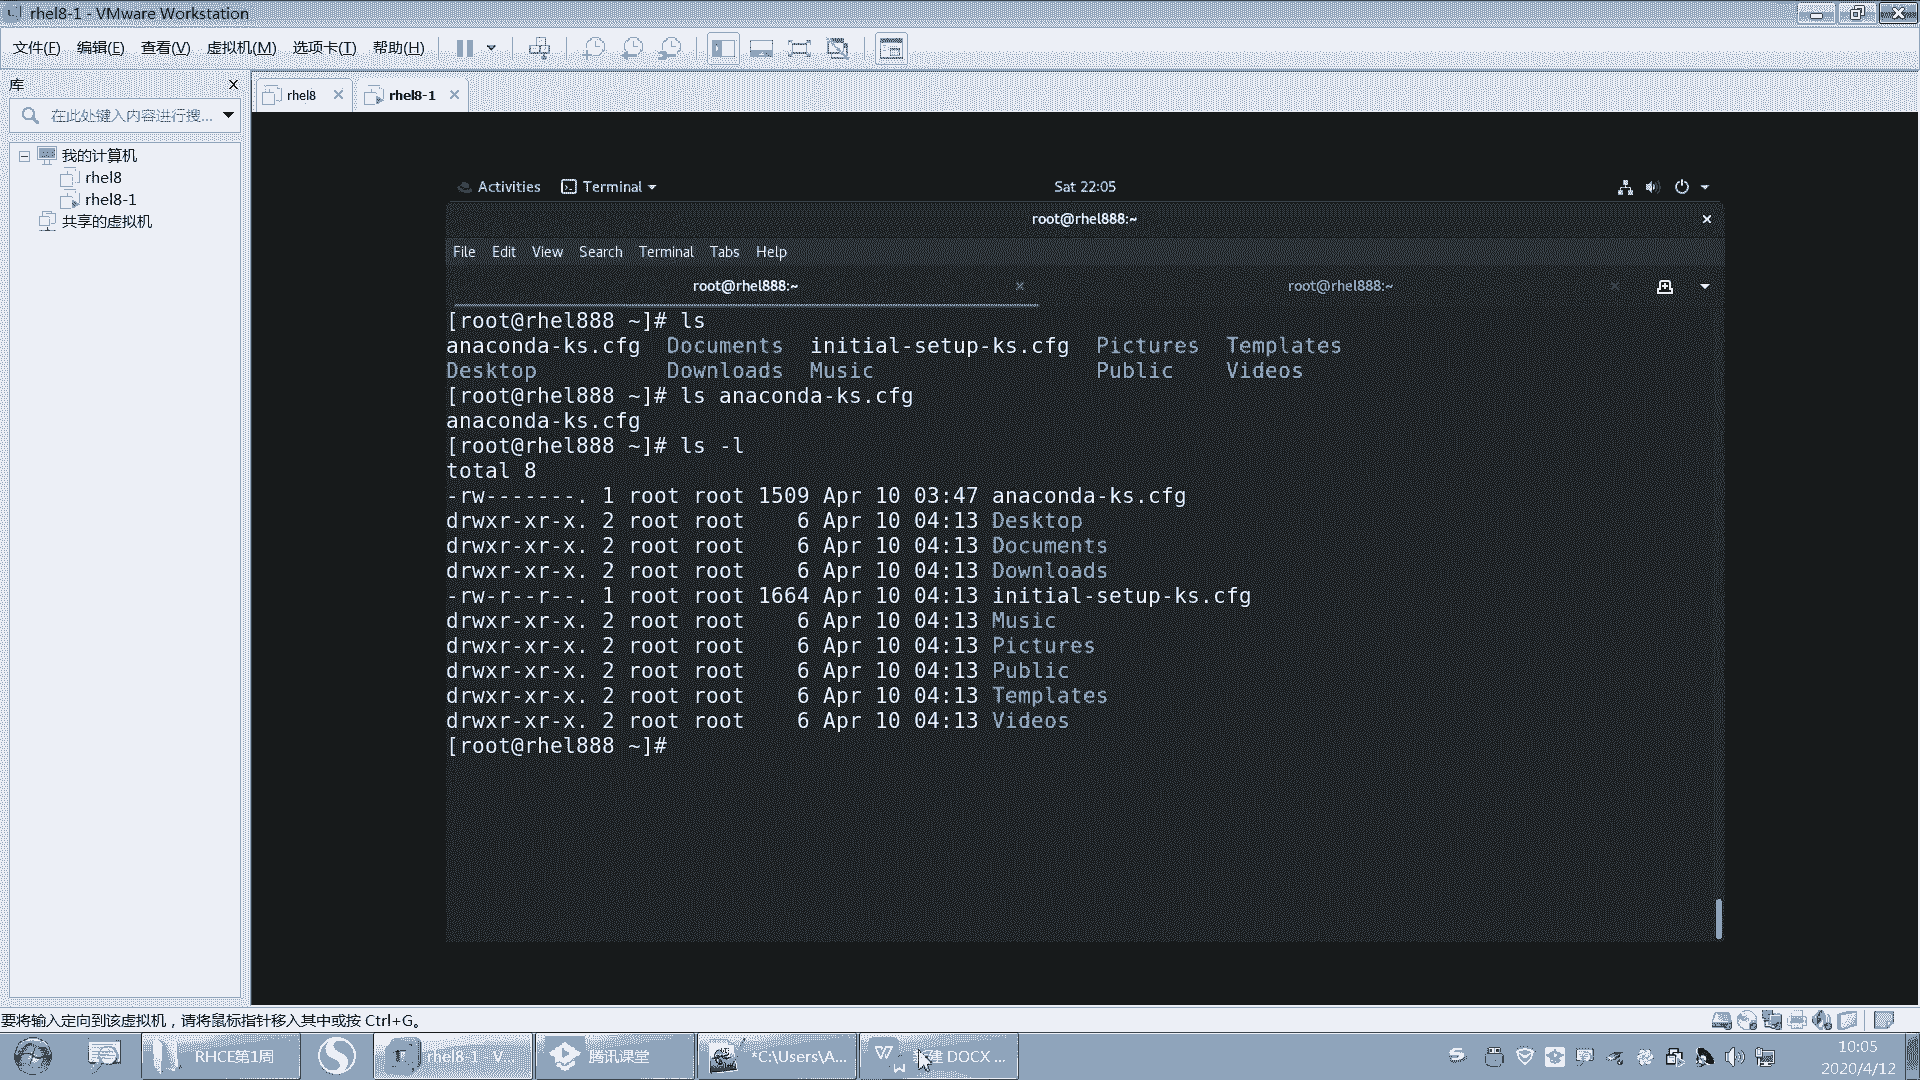 rhel8-1 - VMware Workstation
文件(F) 编辑(E) 查看(V) 虚拟机(M) 选项卡(T) 帮助(H)
库
在此处键入内容进行搜...
我的计算机
rhel8
rhel8-1
共享的虚拟机
rhel8 rhel8-1
Activities Terminal Sat 22:05
root@rhel888:~
File Edit View Search Terminal Tabs Help
root@rhel888:~ root@rhel888:~
[root@rhel888 ~]# ls
anaconda-ks.cfg Documents initial-setup-ks.cfg Pictures Templates
Desktop Downloads Music Public Videos
[root@rhel888 ~]# ls anaconda-ks.cfg
anaconda-ks.cfg
[root@rhel888 ~]# ls -l
total 8
-rw-------. 1 root root 1509 Apr 10 03:47 anaconda-ks.cfg
drwxr-xr-x. 2 root root 6 Apr 10 04:13 Desktop
drwxr-xr-x. 2 root root 6 Apr 10 04:13 Documents
drwxr-xr-x. 2 root root 6 Apr 10 04:13 Downloads
-rw-r--r--. 1 root root 1664 Apr 10 04:13 initial-setup-ks.cfg
drwxr-xr-x. 2 root root 6 Apr 10 04:13 Music
drwxr-xr-x. 2 root root 6 Apr 10 04:13 Pictures
drwxr-xr-x. 2 root root 6 Apr 10 04:13 Public
drwxr-xr-x. 2 root root 6 Apr 10 04:13 Templates
drwxr-xr-x. 2 root root 6 Apr 10 04:13 Videos
[root@rhel888 ~]#
要将输入定向到该虚拟机，请将鼠标指针移入其中或按 Ctrl+G。
RHCE第1周 rhel8-1 - V... 腾讯课堂 *C:\Users\A... 建 DOCX ...
10:05
2020/4/12